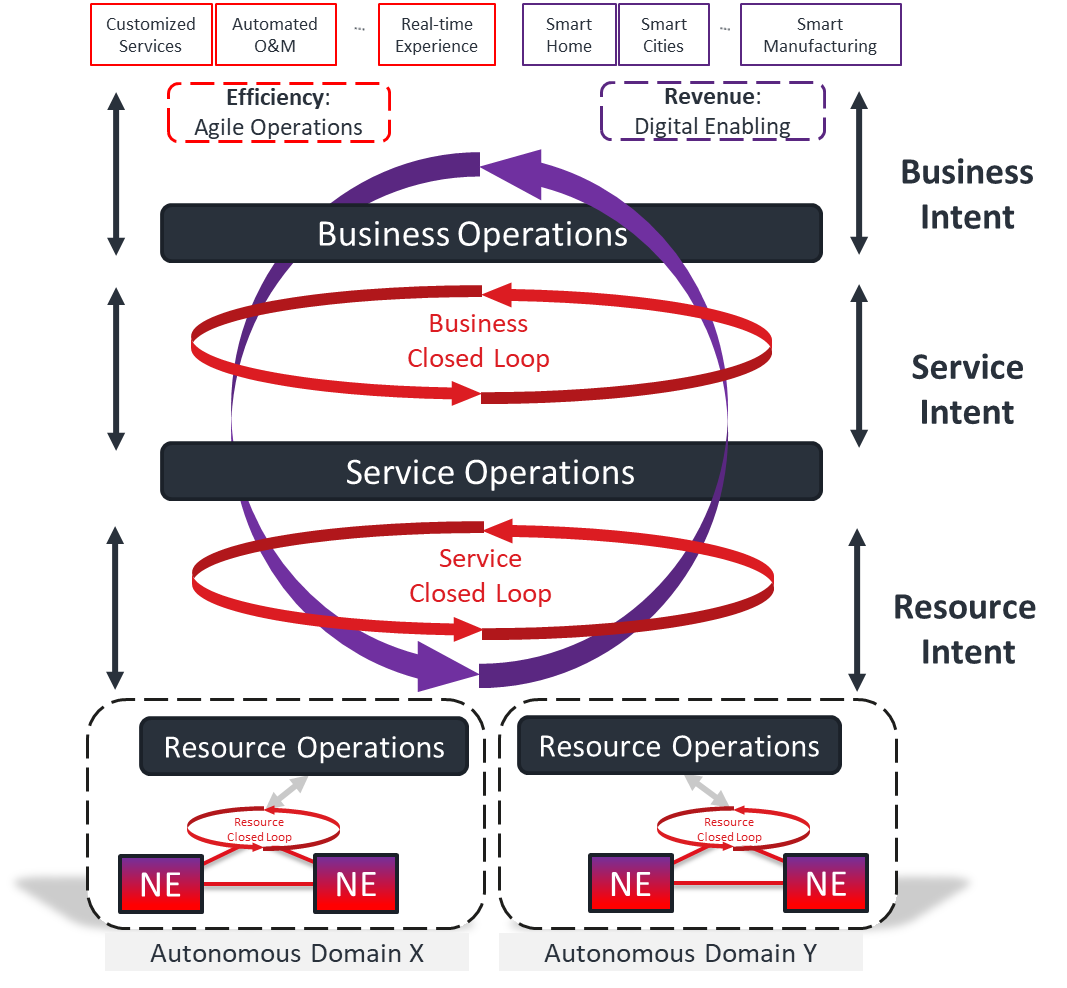 Customized
Services
Automated
O&M
...
Real-time
Experience
Smart
Home
Smart
Cities
...
Smart
Manufacturing
Efficiency:
Agile Operations
Revenue:
Digital Enabling
Business
Intent
Business Operations
Business
Closed Loop
Service
Intent
Service Operations
Service
Closed Loop
Resource
Intent
Resource Operations
Resource
Closed Loop
NE
NE
Autonomous Domain X
Resource Operations
Resource
Closed Loop
NE
NE
Autonomous Domain Y